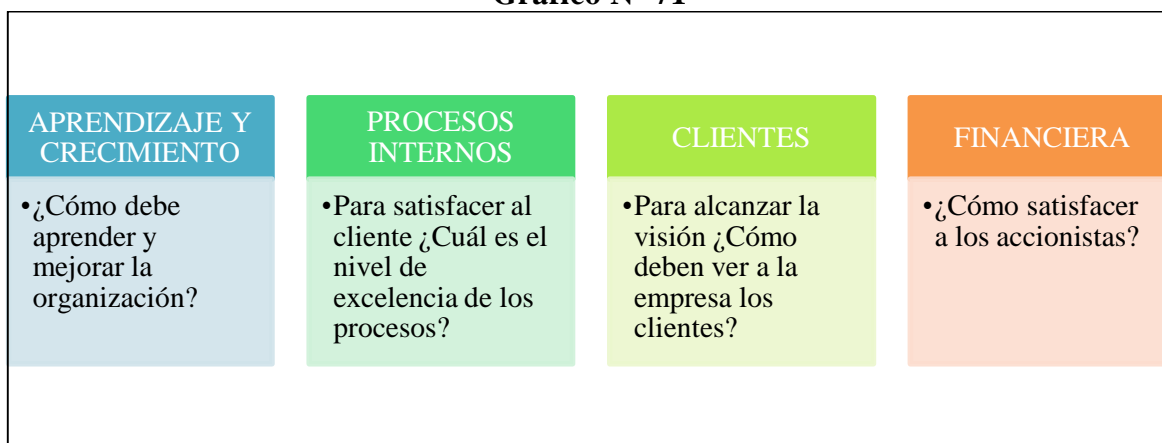 Gráfico N° 71
APRENDIZAJE Y
CRECIMIENTO
•¿Cómo debe
aprender y
mejorar la
organización?
PROCESOS
INTERNOS
•Para satisfacer al
cliente ¿Cuál es el
nivel de
excelencia de los
procesos?
CLIENTES
•Para alcanzar la
visión ¿Cómo
deben ver a la
empresa los
clientes?
FINANCIERA
•¿Cómo satisfacer
a los accionistas?